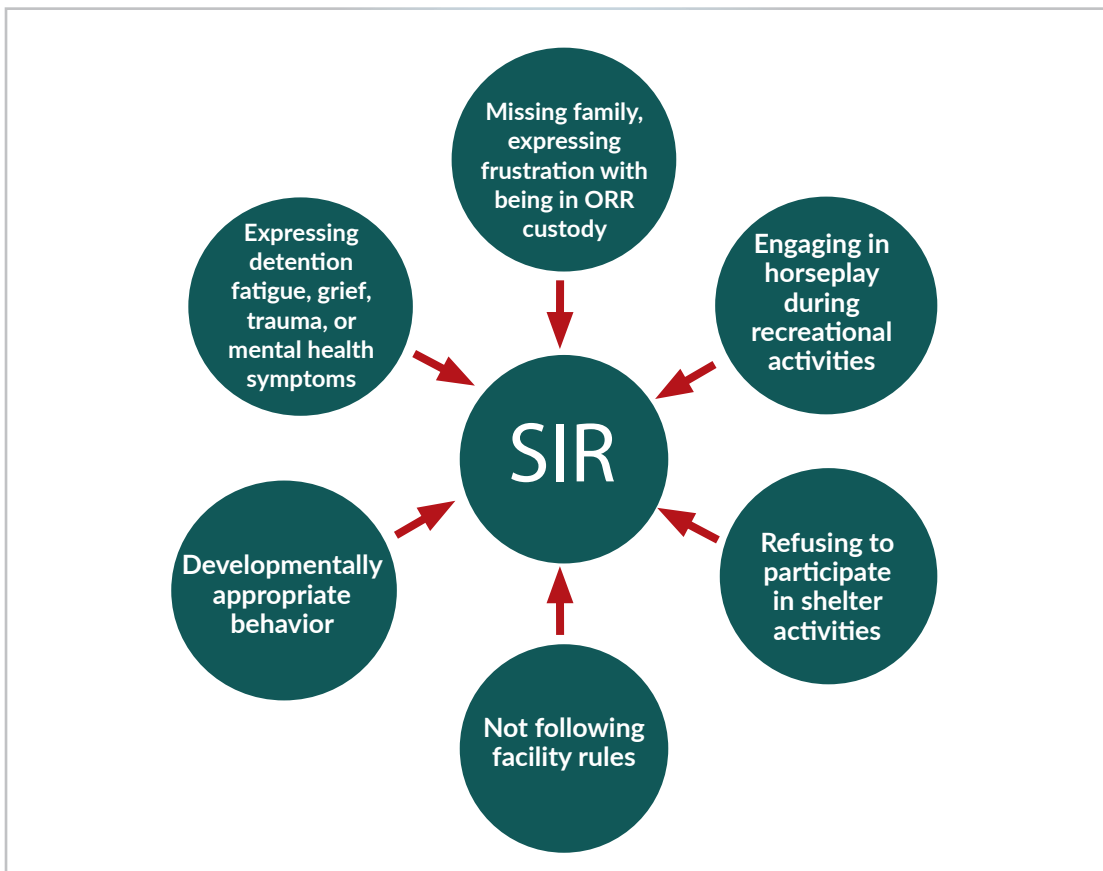 Missing family,
expressing
frustration with
being in ORR
custody
Expressing
detention
fatigue, grief,
trauma, or
mental health
symptoms
Engaging in
horseplay
during
recreational
activities
SIR
Developmentally
appropriate
behavior
Refusing to
participate
in shelter
activities
Not following
facility rules